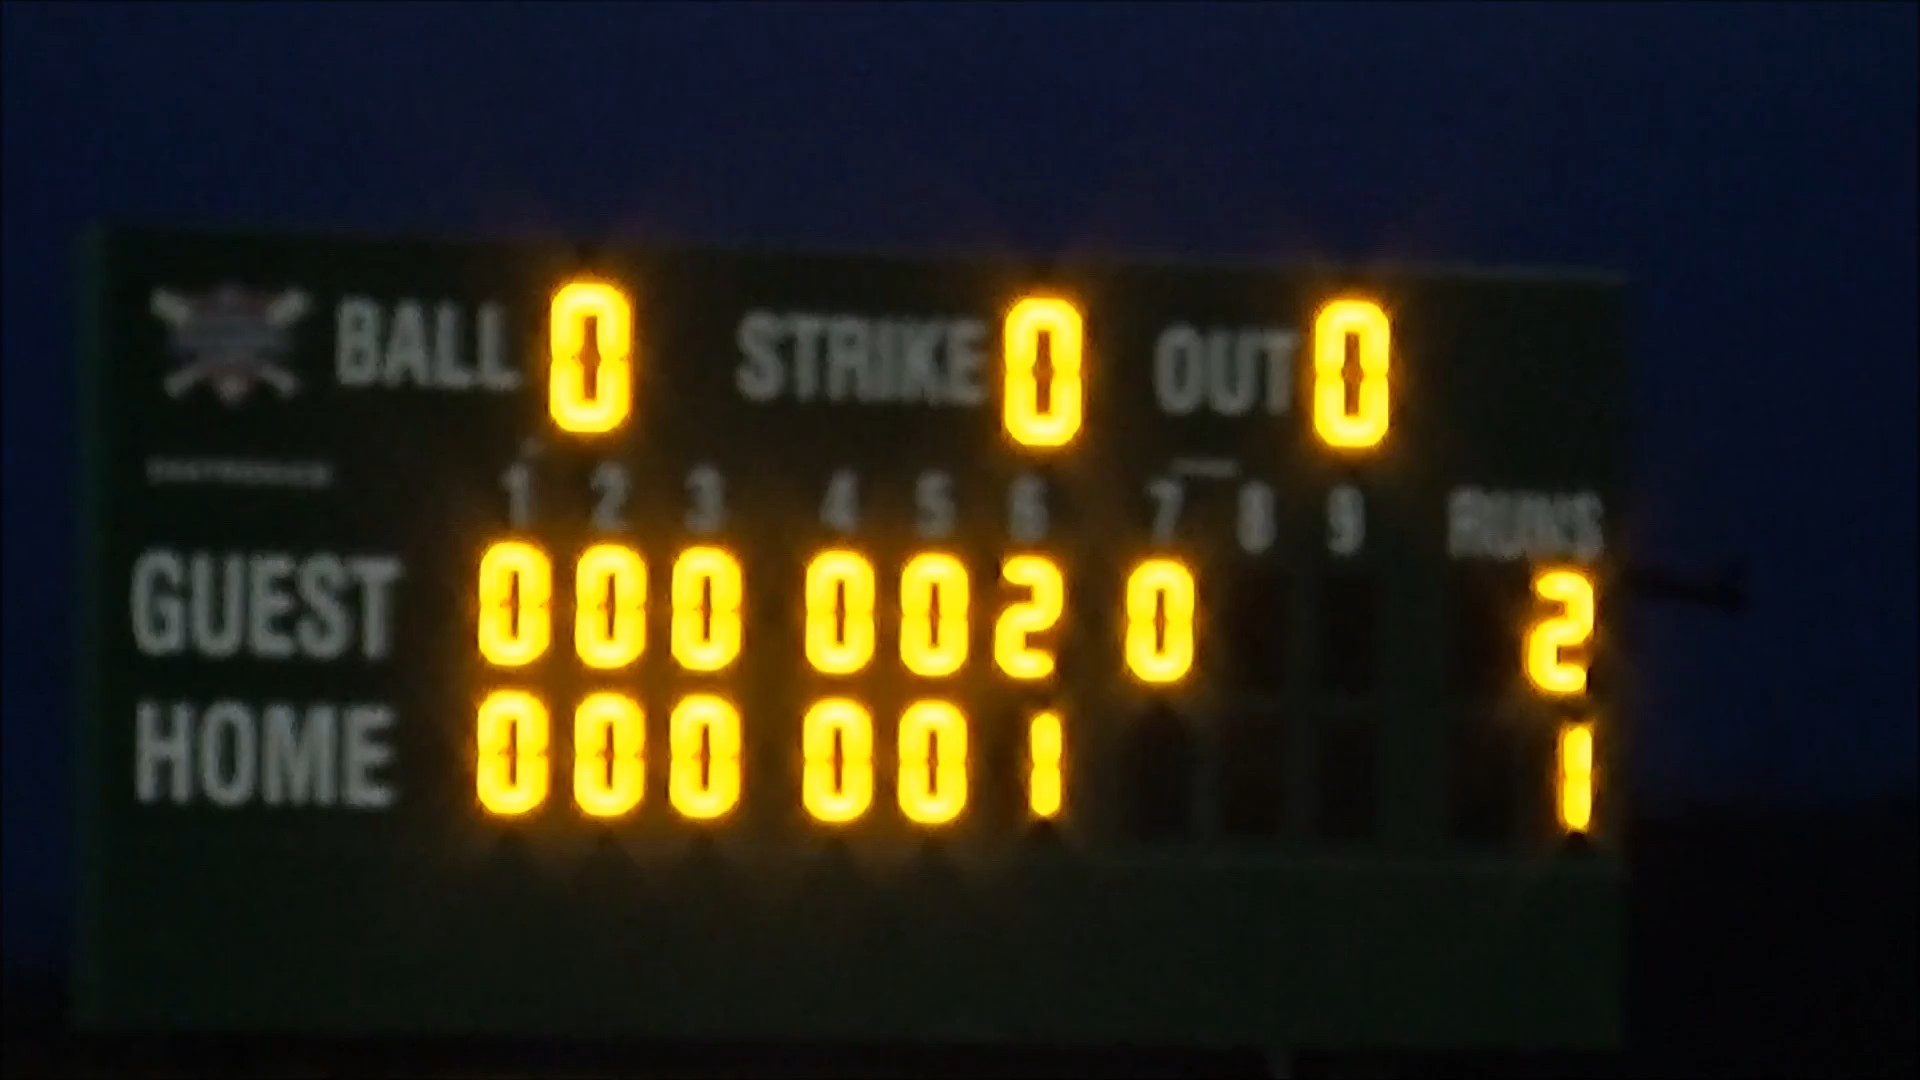 BALL 0 STRIKE 0 OUT 0
1 2 3 4 5 6 7 8 9 RUNS
GUEST 0 0 0 0 0 2 0 2
HOME 0 0 0 0 0 1 1